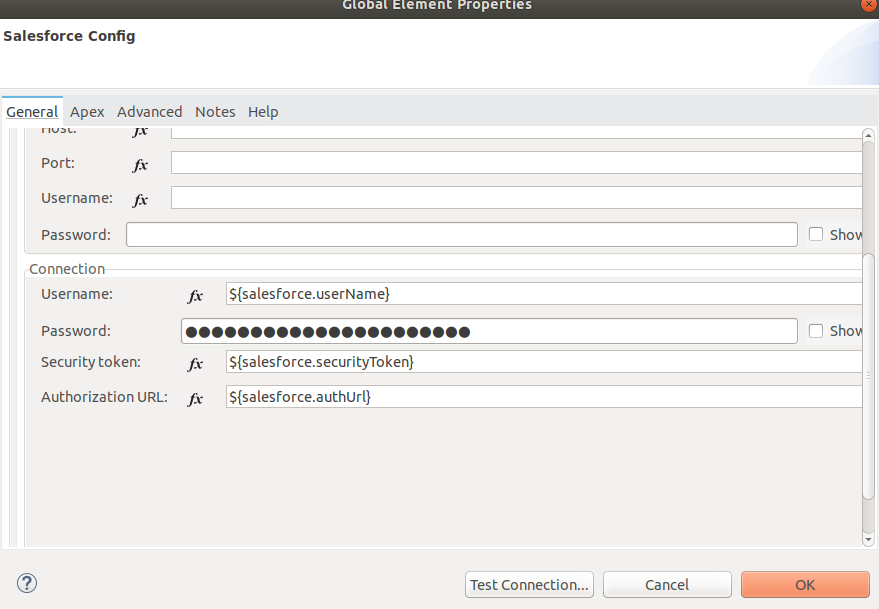 Global Element Properties
Salesforce Config
General Apex Advanced Notes Help
Host: fx
Port: fx
Username: fx
Password: Show
Connection
Username: fx ${salesforce.userName}
Password: ●●●●●●●●●●●●●●●●●●●●●● Show
Security token: fx ${salesforce.securityToken}
Authorization URL: fx ${salesforce.authUrl}
? Test Connection... Cancel OK